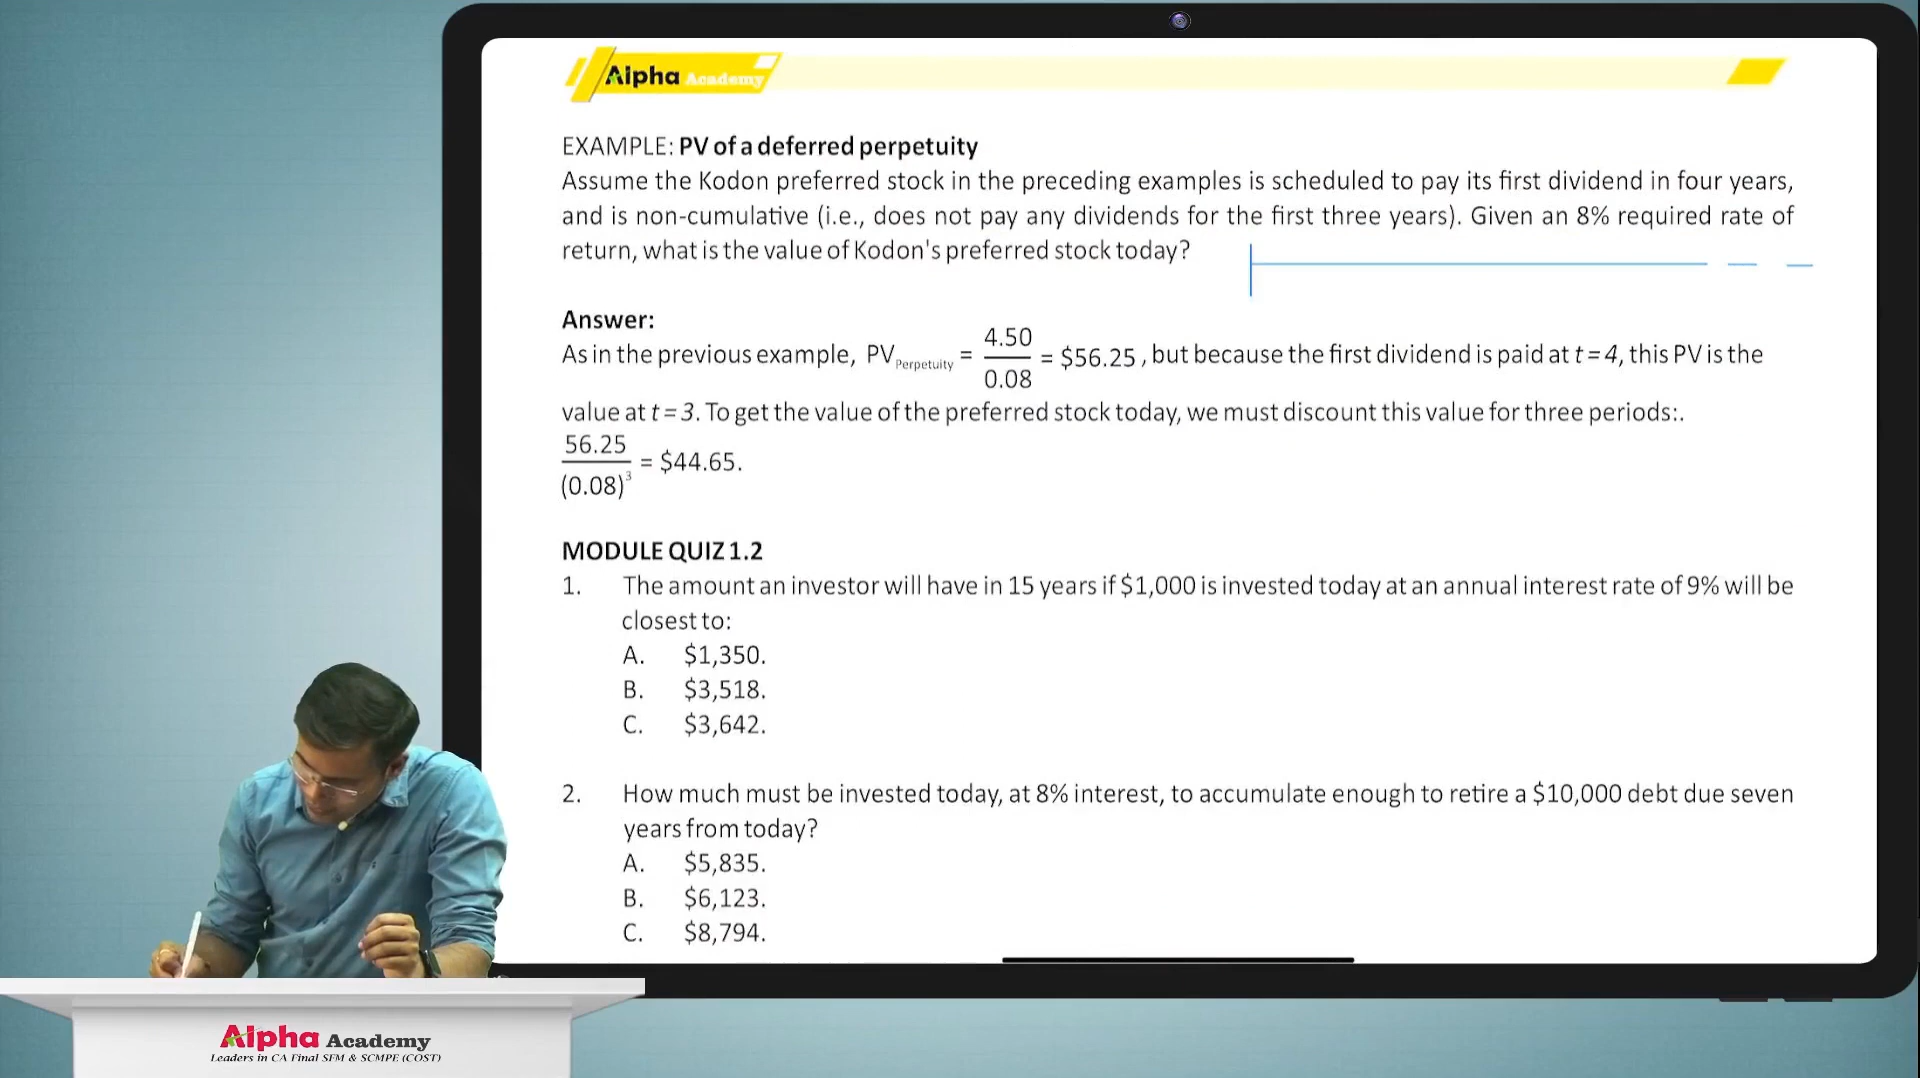 Alpha Academy
EXAMPLE: PV of a deferred perpetuity
Assume the Kodon preferred stock in the preceding examples is scheduled to pay its first dividend in four years,
and is non-cumulative (i.e., does not pay any dividends for the first three years). Given an 8% required rate of
return, what is the value of Kodon's preferred stock today?
Answer:
As in the previous example, PV Perpetuity = 4.50 / 0.08 = $56.25, but because the first dividend is paid at t = 4, this PV is the
value at t = 3. To get the value of the preferred stock today, we must discount this value for three periods:.
56.25 / (0.08)³ = $44.65.
MODULE QUIZ 1.2
1. The amount an investor will have in 15 years if $1,000 is invested today at an annual interest rate of 9% will be
closest to:
A. $1,350.
B. $3,518.
C. $3,642.
2. How much must be invested today, at 8% interest, to accumulate enough to retire a $10,000 debt due seven
years from today?
A. $5,835.
B. $6,123.
C. $8,794.
Alpha Academy
Leaders in CA Final SFM & SCMPE (COST)